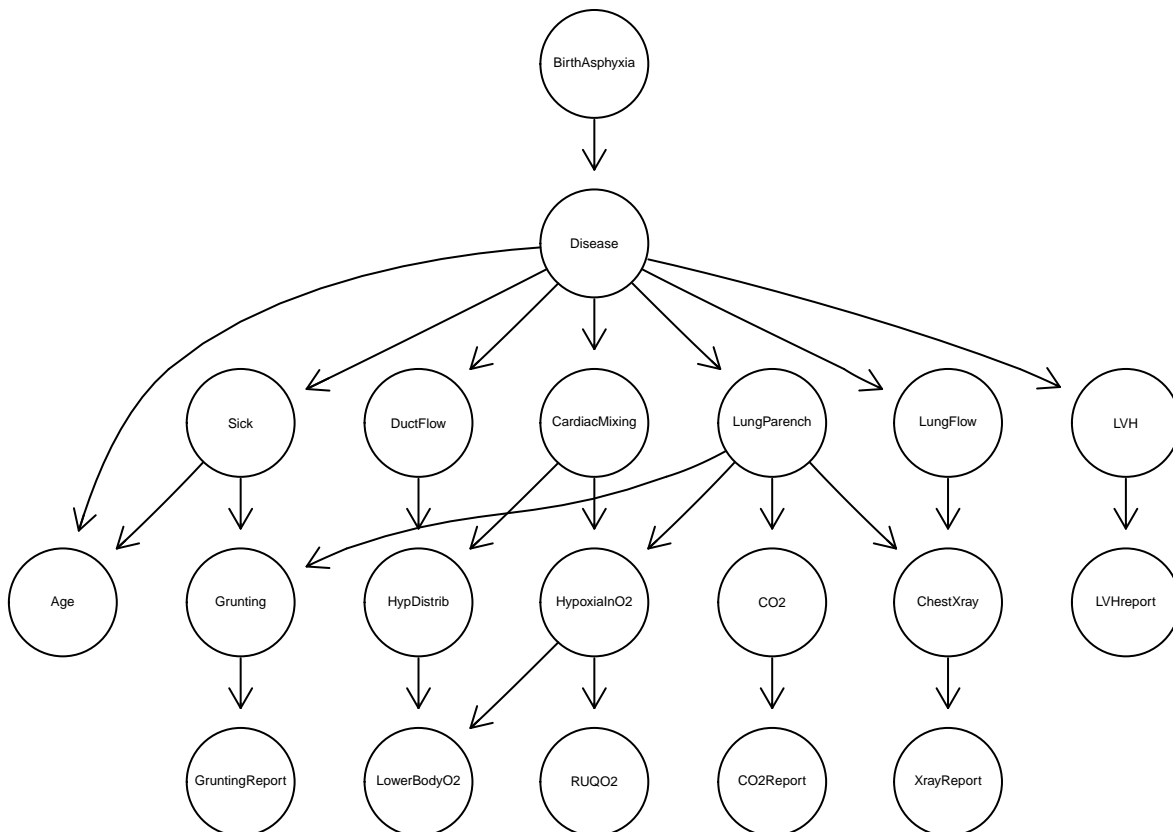 BirthAsphyxia
Disease
Sick
DuctFlow
CardiacMixing
LungParench
LungFlow
LVH
Age
Grunting
HypDistrib
HypoxiaInO2
CO2
ChestXray
LVHreport
GruntingReport
LowerBodyO2
RUQO2
CO2Report
XrayReport